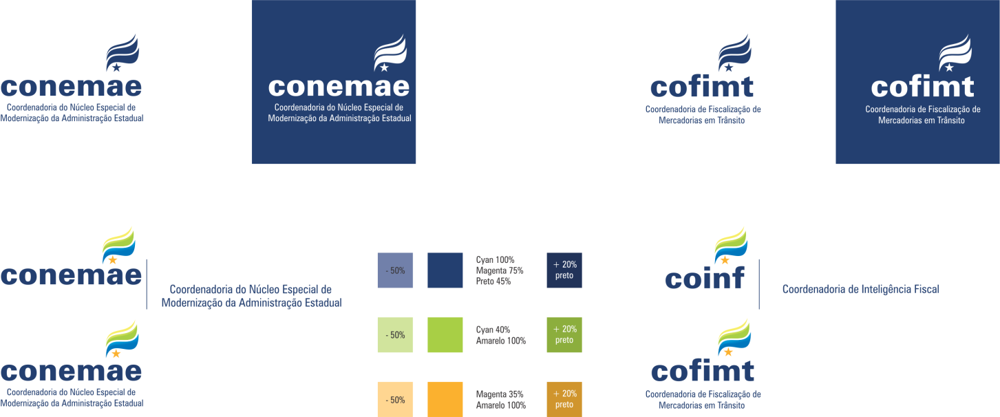 conemae
Coordenadoria do Núcleo Especial de
Modernização da Administração Estadual
conemae
Coordenadoria do Núcleo Especial de
Modernização da Administração Estadual
cofimt
Coordenadoria de Fiscalização de
Mercadorias em Trânsito
cofimt
Coordenadoria de Fiscalização de
Mercadorias em Trânsito
conemae
Coordenadoria do Núcleo Especial de
Modernização da Administração Estadual
conemae
Coordenadoria do Núcleo Especial de
Modernização da Administração Estadual
- 50%
Cyan 100%
Magenta 75%
Preto 45%
+ 20%
preto
- 50%
Cyan 40%
Amarelo 100%
+ 20%
preto
- 50%
Magenta 35%
Amarelo 100%
+ 20%
preto
coinf
Coordenadoria de Inteligência Fiscal
cofimt
Coordenadoria de Fiscalização de
Mercadorias em Trânsito